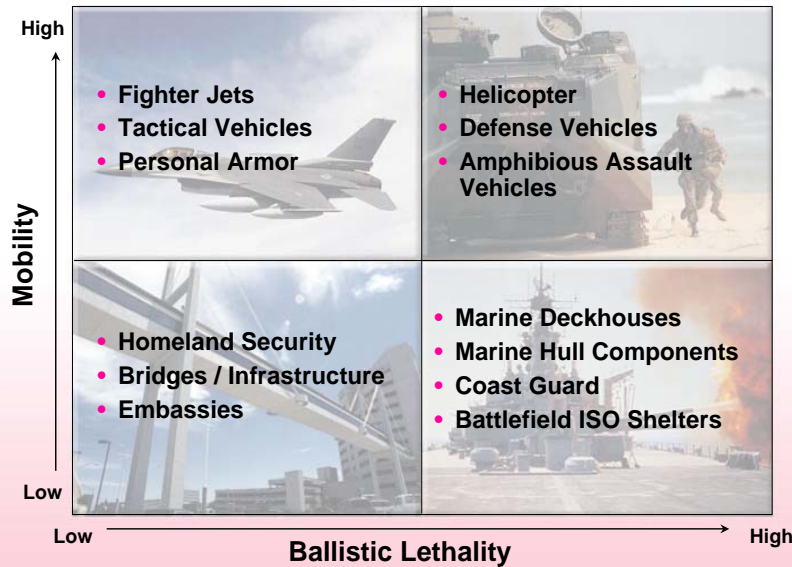 High
• Fighter Jets
• Tactical Vehicles
• Personal Armor
• Helicopter
• Defense Vehicles
• Amphibious Assault
Vehicles
Mobility
• Homeland Security
• Bridges / Infrastructure
• Embassies
• Marine Deckhouses
• Marine Hull Components
• Coast Guard
• Battlefield ISO Shelters
Low
Low
High
Ballistic Lethality